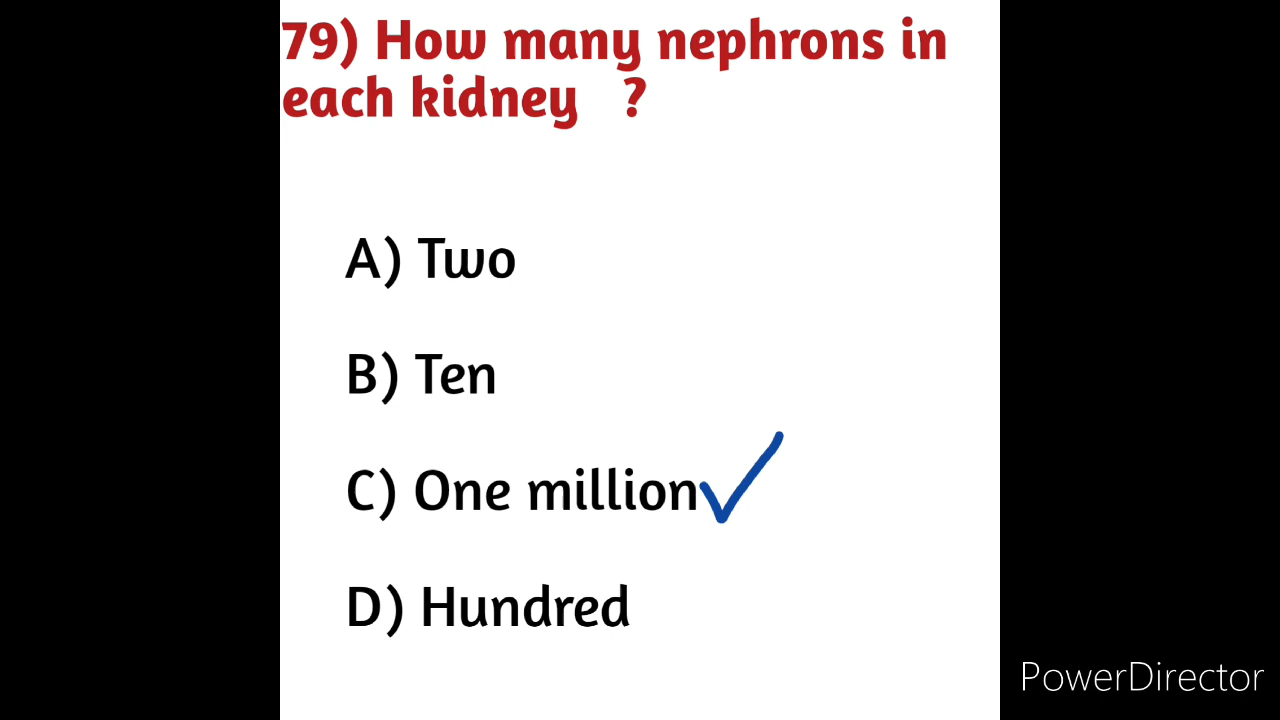 79) How many nephrons in
each kidney ?
A) Two
B) Ten
C) One million
D) Hundred
PowerDirector